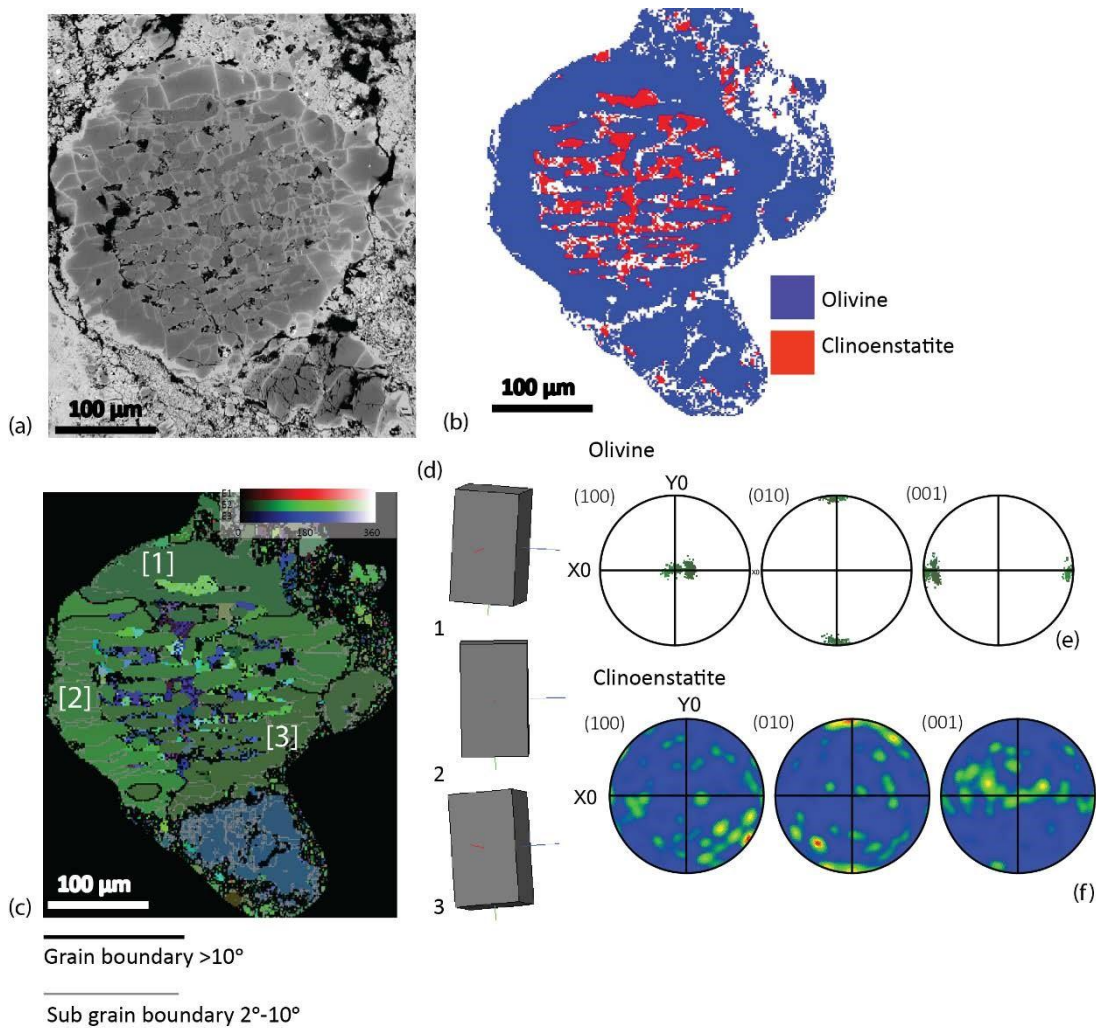 100 µm
(a)
Olivine
Clinoenstatite
100 µm
(b)
[1]
[2]
[3]
0 180 360
100 µm
(c)
Grain boundary >10°
Sub grain boundary 2°-10°
(d)
1
2
3
Olivine
(100) Y0 (010) (001)
X0
(e)
Clinoenstatite
(100) Y0 (010) (001)
X0
(f)